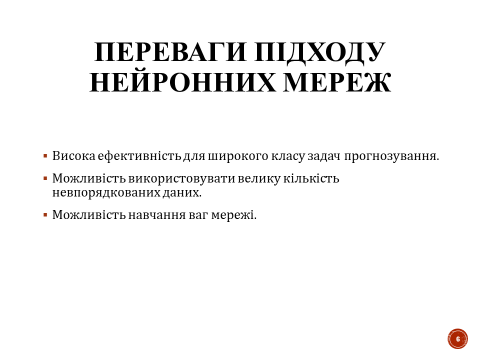 ПЕРЕВАГИ ПІДХОДУ
НЕЙРОННИХ МЕРЕЖ
▪ Висока ефективність для широкого класу задач прогнозування.
▪ Можливість використовувати велику кількість
невпорядкованих даних.
▪ Можливість навчання ваг мережі.
6